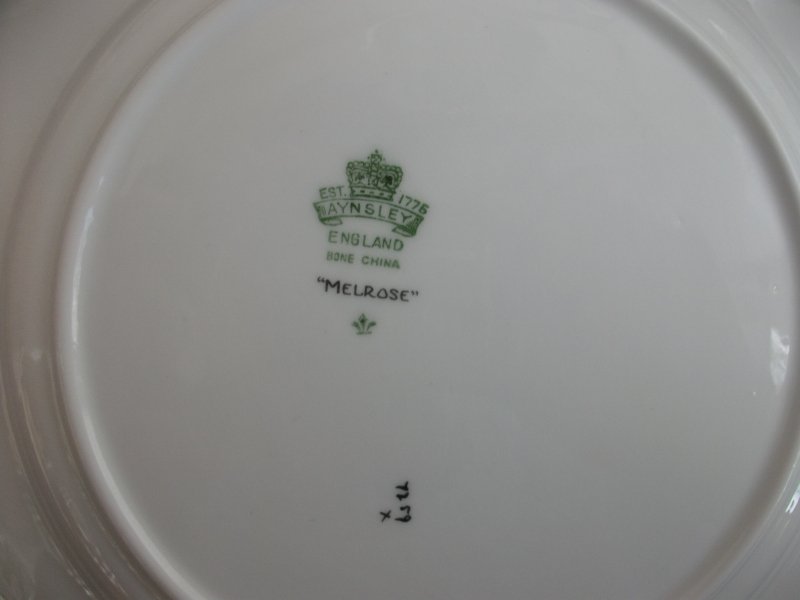 EST. 1775
AYNSLEY
ENGLAND
BONE CHINA
"MELROSE"
x